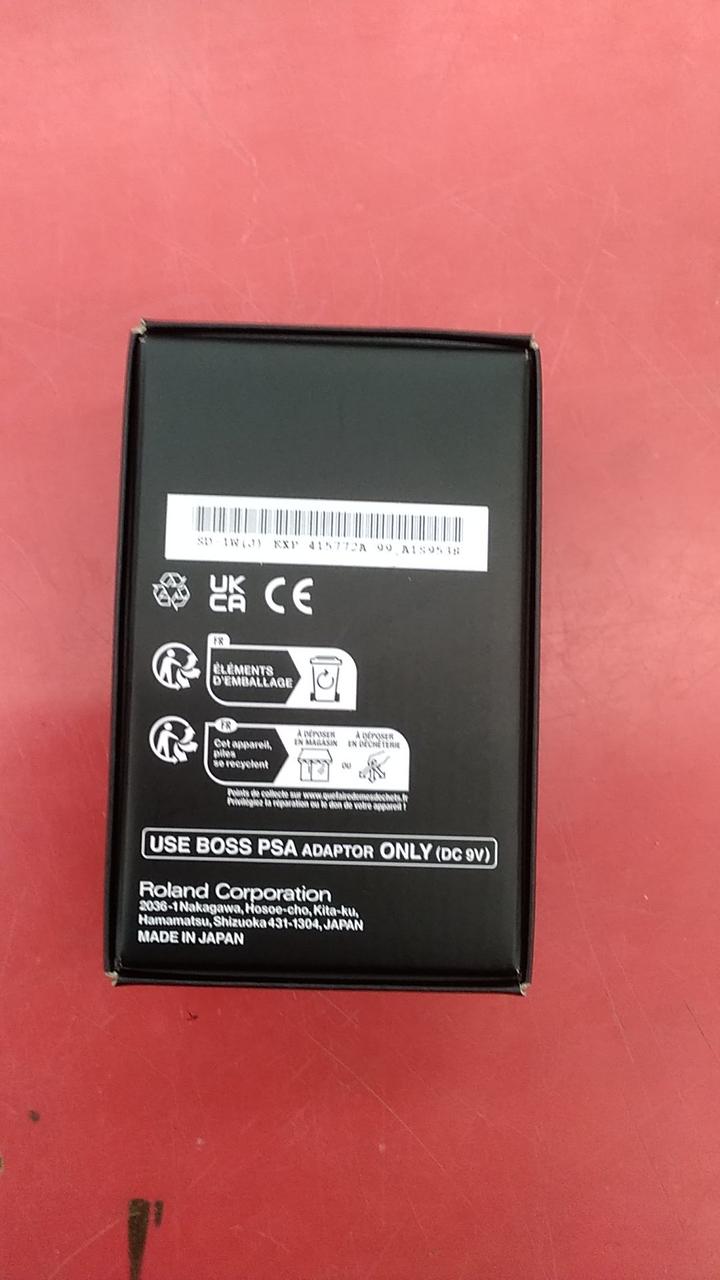 SD-1W(J) EXP 415772A 99
UK
CA CE
FR
ÉLÉMENTS
D'EMBALLAGE
FR
Cet appareil,
piles
se recyclent
À DÉPOSER
EN MAGASIN
OU
À DÉPOSER
EN DÉCHÈTERIE
Points de collecte sur www.quefairedemesdechets.fr
Privilégiez la réparation ou le don de votre appareil !
USE BOSS PSA ADAPTOR ONLY (DC 9V)
Roland Corporation
2036-1 Nakagawa, Hosoe-cho, Kita-ku,
Hamamatsu, Shizuoka 431-1304, JAPAN
MADE IN JAPAN